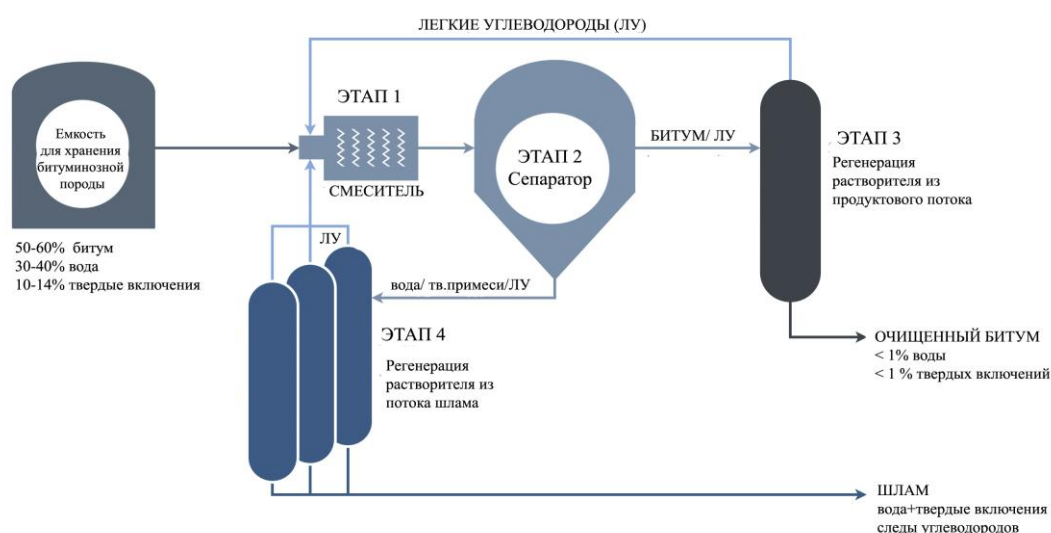 ЛЕГКИЕ УГЛЕВОДОРОДЫ (ЛУ)
ЭТАП 1
Емкость
для хранения
битуминозной
породы
СМЕСИТЕЛЬ
ЭТАП 2
Сепаратор
БИТУМ/ ЛУ
ЭТАП 3
Регенерация
растворителя из
продуктового потока
50-60% битум
30-40% вода
10-14% твердые включения
ЛУ
вода/ тв.примеси/ЛУ
ЭТАП 4
Регенерация
растворителя из
потока шлама
ОЧИЩЕННЫЙ БИТУМ
< 1% воды
< 1 % твердых включений
ШЛАМ
вода+твердые включения
следы углеводородов